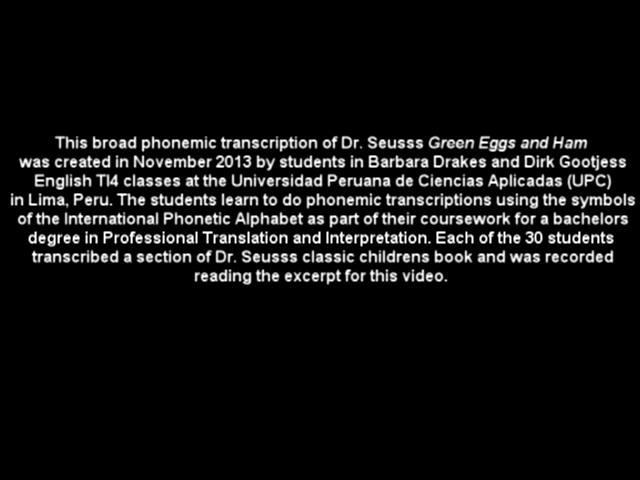 This broad phonemic transcription of Dr. Seusss Green Eggs and Ham
was created in November 2013 by students in Barbara Drakes and Dirk Gootjess
English TI4 classes at the Universidad Peruana de Ciencias Aplicadas (UPC)
in Lima, Peru. The students learn to do phonemic transcriptions using the symbols
of the International Phonetic Alphabet as part of their coursework for a bachelors
degree in Professional Translation and Interpretation. Each of the 30 students
transcribed a section of Dr. Seusss classic childrens book and was recorded
reading the excerpt for this video.